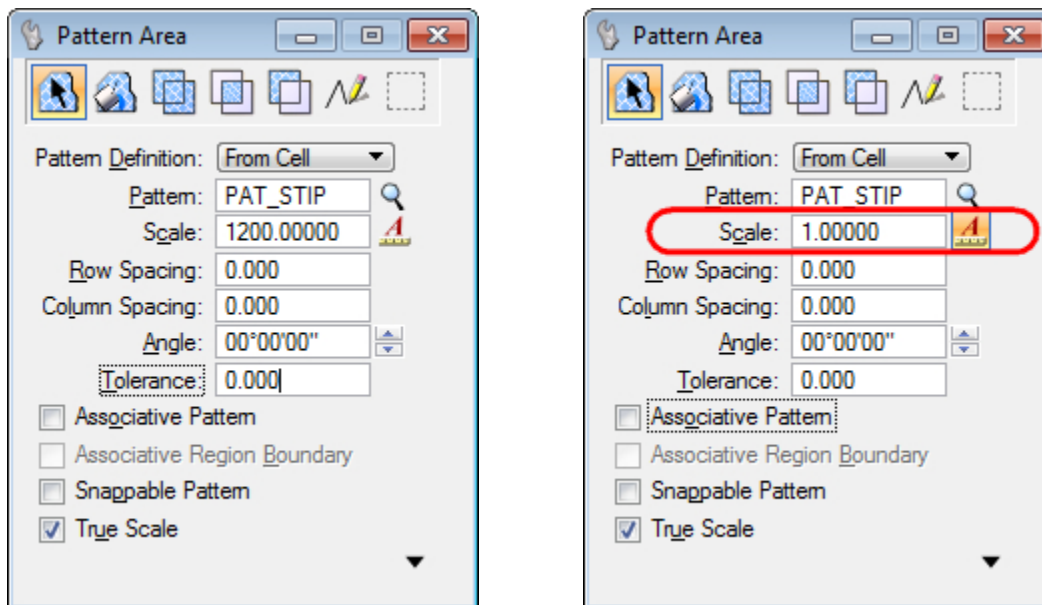 Pattern Area
Pattern Definition: From Cell
Pattern: PAT_STIP
Scale: 1200.00000 A
Row Spacing: 0.000
Column Spacing: 0.000
Angle: 00°00'00"
Tolerance: 0.000
Associative Pattern
Associative Region Boundary
Snappable Pattern
True Scale
Pattern Area
Pattern Definition: From Cell
Pattern: PAT_STIP
Scale: 1.00000 A
Row Spacing: 0.000
Column Spacing: 0.000
Angle: 00°00'00"
Tolerance: 0.000
Associative Pattern
Associative Region Boundary
Snappable Pattern
True Scale